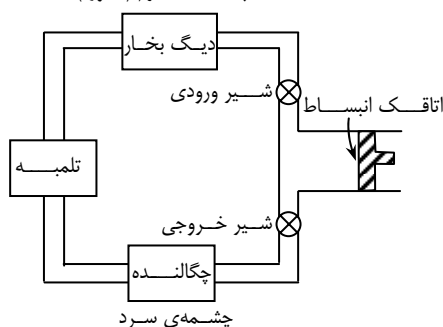 دیگ بخار
شیر ورودی
اتاقک انبساط
تلمبه
شیر خروجی
چگالنده
چشمه‌ی سرد